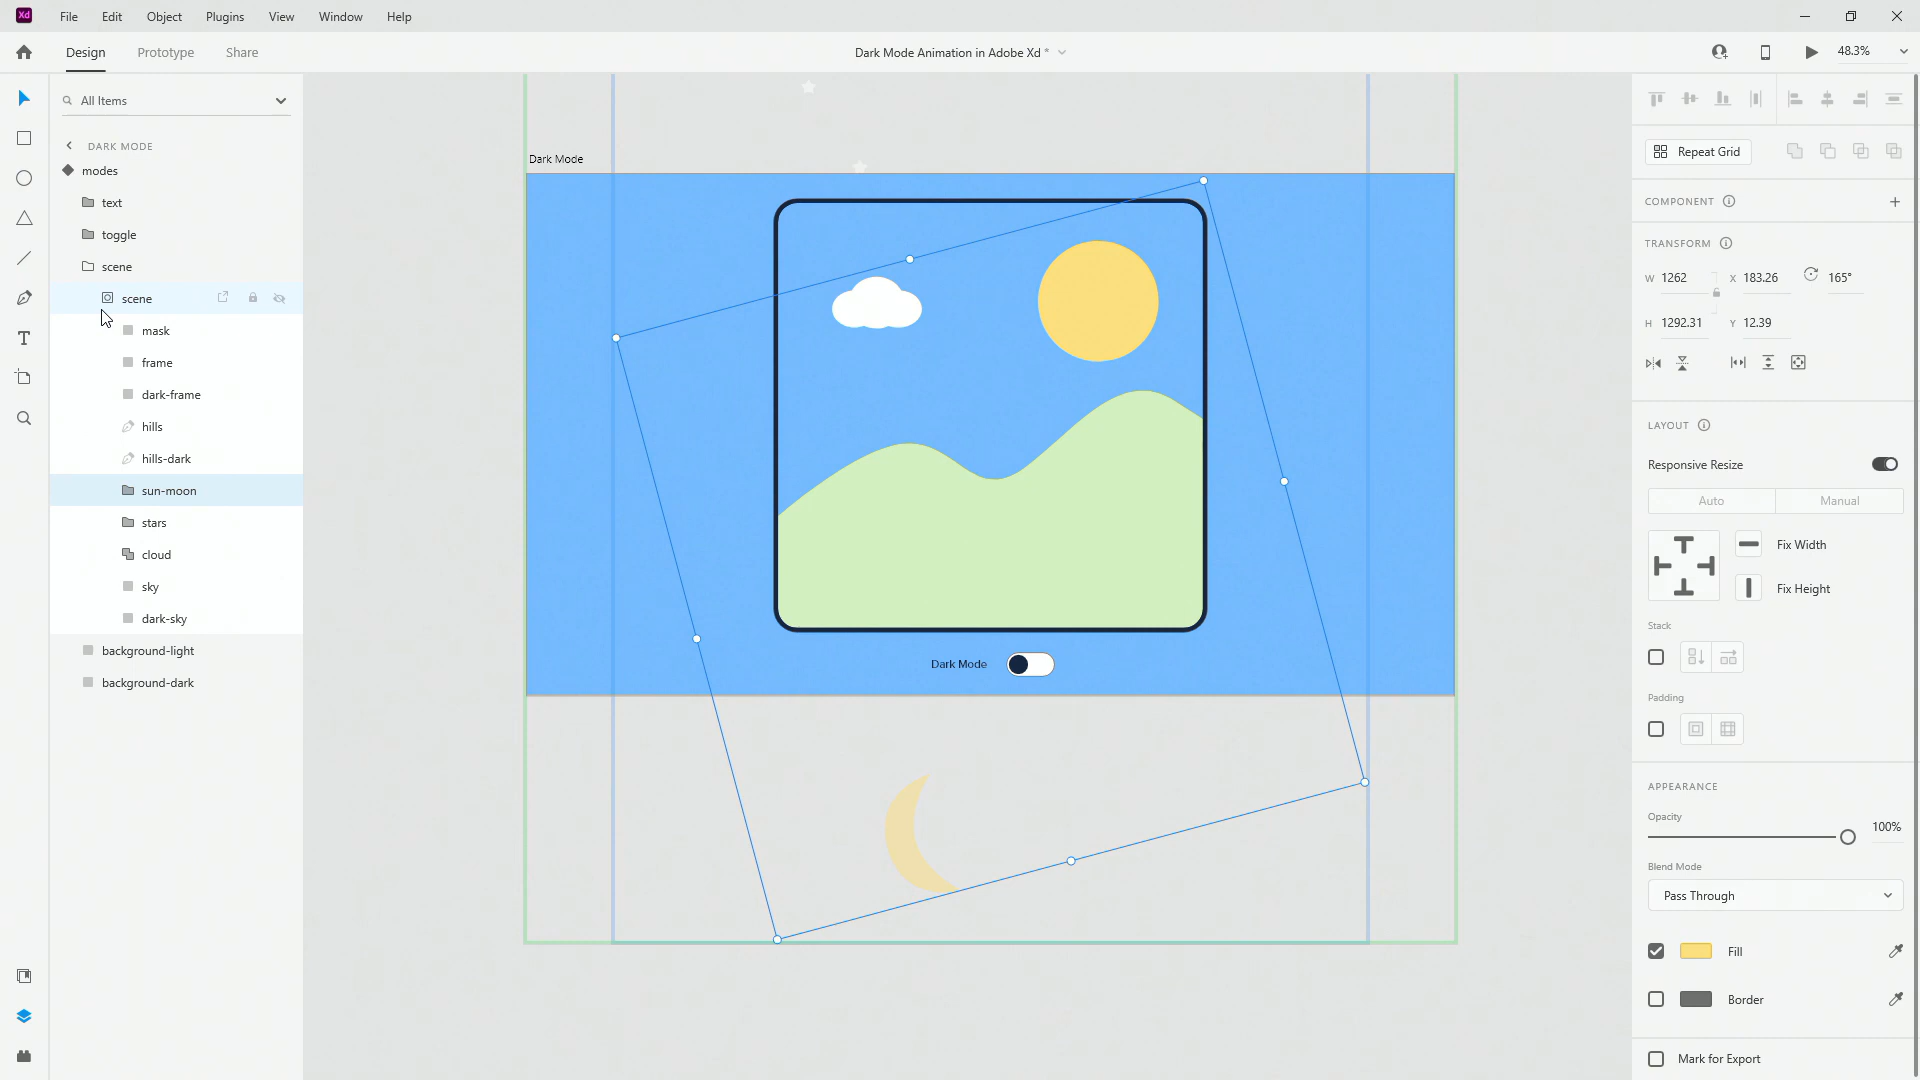 Xd File Edit Object Plugins View Window Help
Design Prototype Share Dark Mode Animation in Adobe Xd * 48.3%
All Items
DARK MODE
modes
text
toggle
scene
scene
mask
frame
dark-frame
hills
hills-dark
sun-moon
stars
cloud
sky
dark-sky
background-light
background-dark
Dark Mode
Dark Mode
Repeat Grid
COMPONENT
TRANSFORM
W 1262 X 183.26 165°
H 1292.31 Y 12.39
LAYOUT
Responsive Resize
Auto Manual
Fix Width
Fix Height
Stack
Padding
APPEARANCE
Opacity
100%
Blend Mode
Pass Through
Fill
Border
Mark for Export